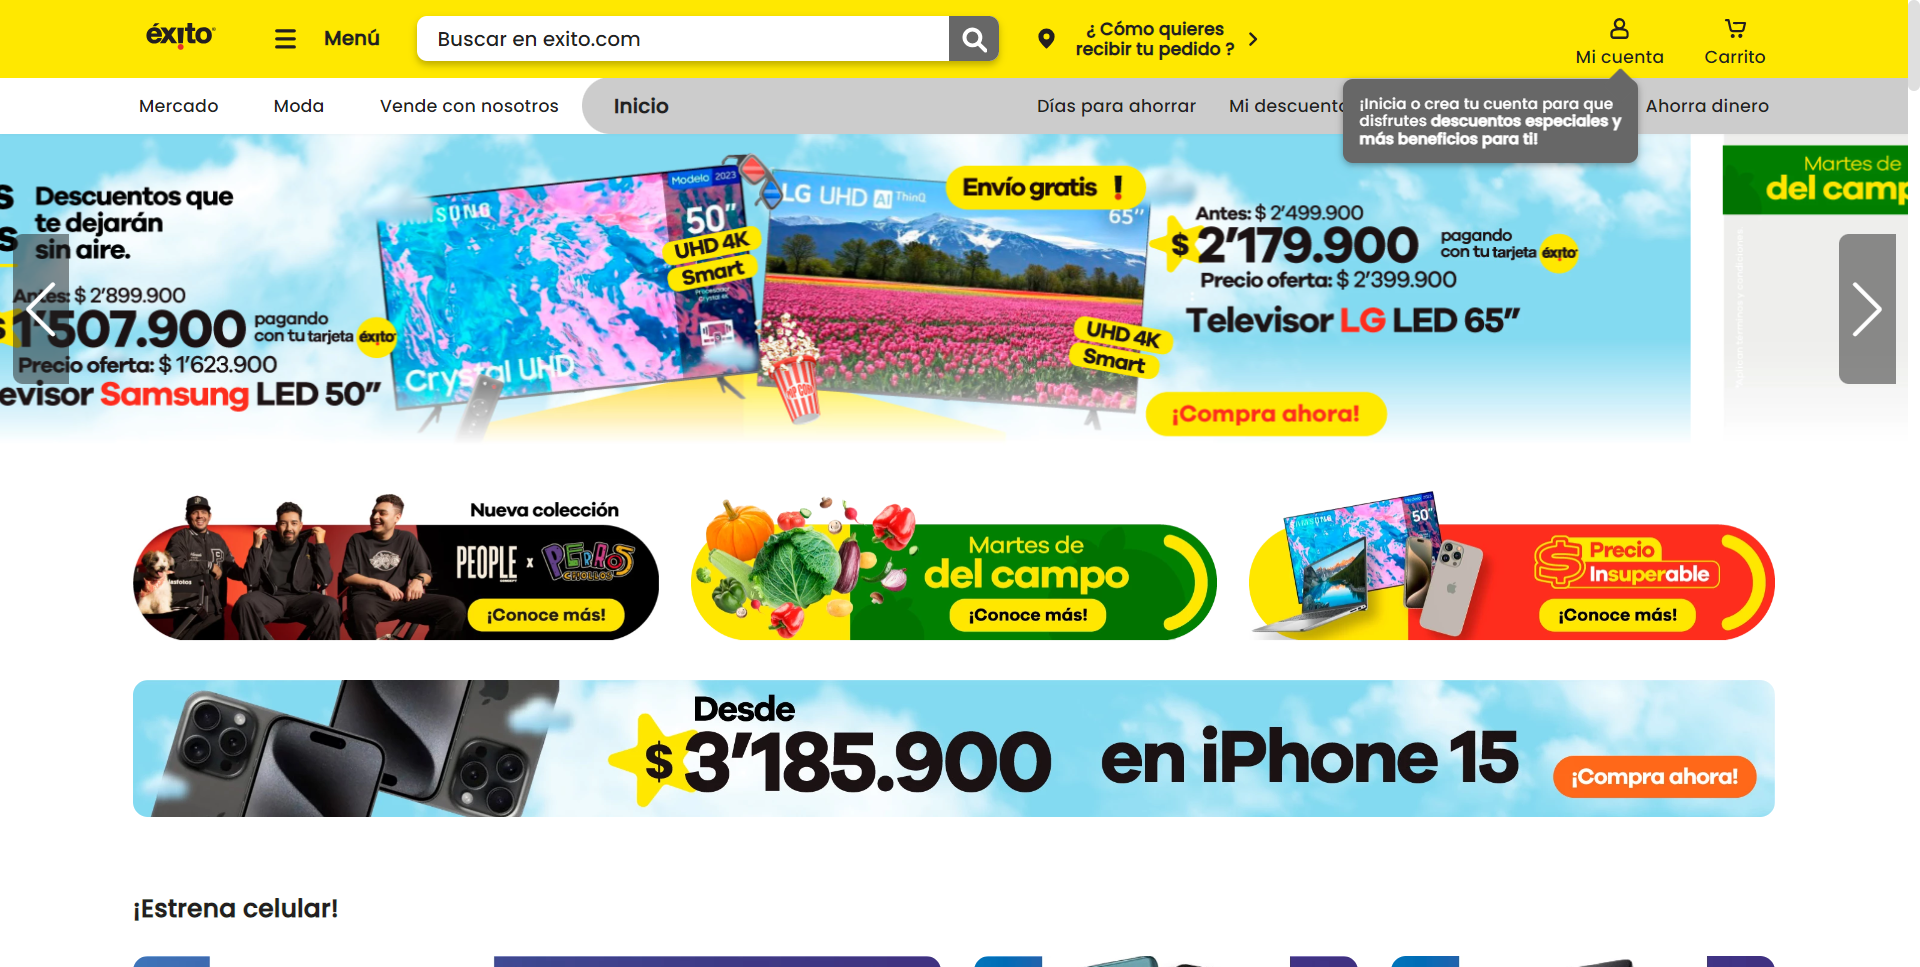 éxito
Menú
Buscar en exito.com
¿ Cómo quieres
recibir tu pedido ?
Mi cuenta
Carrito
Mercado
Moda
Vende con nosotros
Inicio
Días para ahorrar
Mi descuento
Ahorra dinero
¡Inicia o crea tu cuenta para que
disfrutes descuentos especiales y
más beneficios para ti!
Descuentos que
te dejarán
sin aire.
Antes: $ 2'899.900
$ 1'507.900
pagando
con tu tarjeta éxito
Precio oferta: $ 1'623.900
evisor Samsung LED 50"
SAMSUNG
Modelo 2023
50"
UHD 4K
Smart
Crystal UHD
LG UHD AI ThinQ
65"
UHD 4K
Smart
Envío gratis !
Antes: $ 2'499.900
$ 2'179.900
pagando
con tu tarjeta éxito
Precio oferta: $ 2'399.900
Televisor LG LED 65"
¡Compra ahora!
Martes de
del camp
Nueva colección
PEOPLE x PERROS
CRIOLLOS
¡Conoce más!
Martes de
del campo
¡Conoce más!
50"
Precio
Insuperable
¡Conoce más!
Desde
$ 3'185.900 en iPhone 15
¡Compra ahora!
¡Estrena celular!